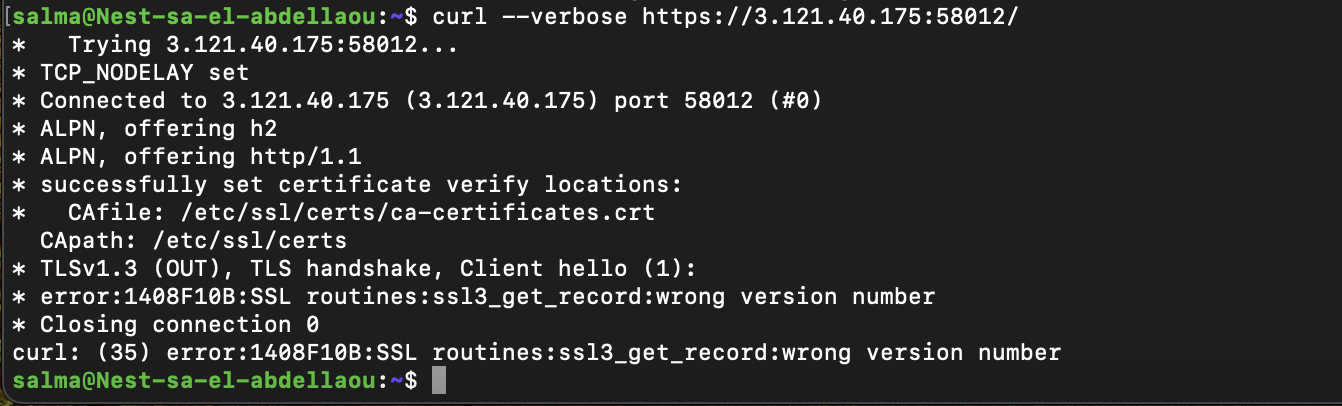 [salma@Nest-sa-el-abdellaou:~$ curl --verbose https://3.121.40.175:58012/
*   Trying 3.121.40.175:58012...
* TCP_NODELAY set
* Connected to 3.121.40.175 (3.121.40.175) port 58012 (#0)
* ALPN, offering h2
* ALPN, offering http/1.1
* successfully set certificate verify locations:
*   CAfile: /etc/ssl/certs/ca-certificates.crt
  CApath: /etc/ssl/certs
* TLSv1.3 (OUT), TLS handshake, Client hello (1):
* error:1408F10B:SSL routines:ssl3_get_record:wrong version number
* Closing connection 0
curl: (35) error:1408F10B:SSL routines:ssl3_get_record:wrong version number
salma@Nest-sa-el-abdellaou:~$